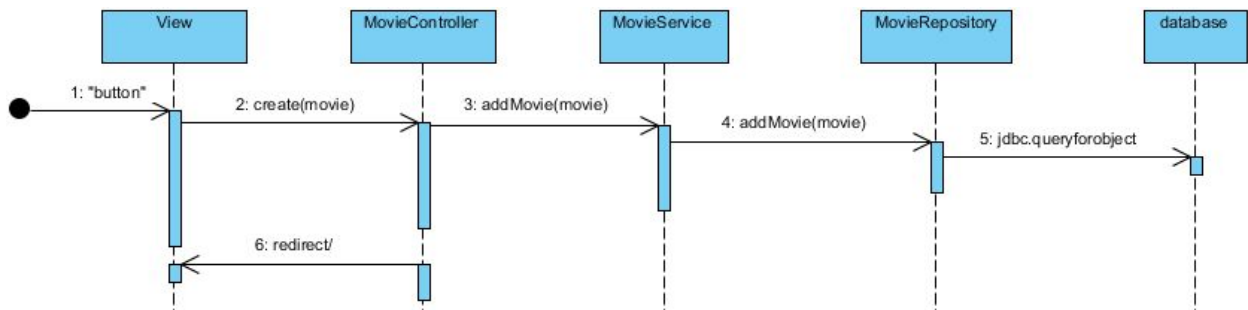 View
MovieController
MovieService
MovieRepository
database
1: "button"
2: create(movie)
3: addMovie(movie)
4: addMovie(movie)
5: jdbc.queryforobject
6: redirect/